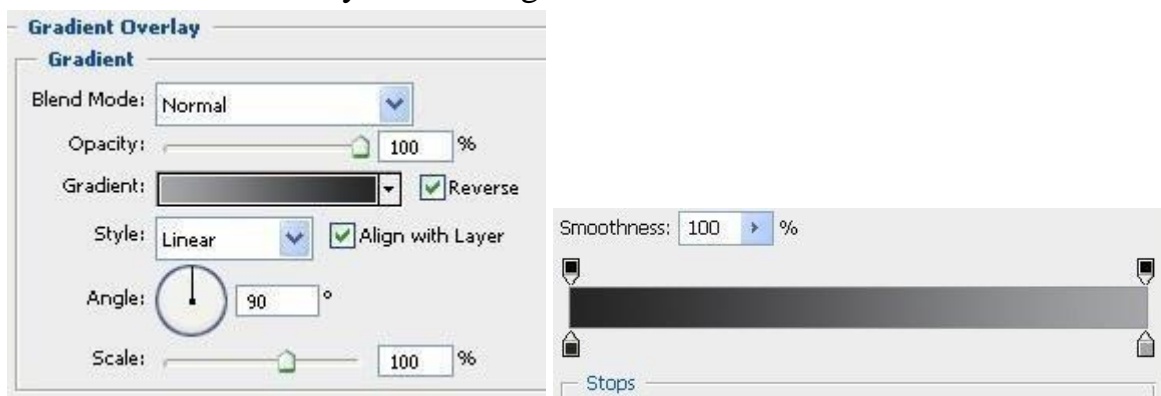 Gradient Overlay
Gradient
Blend Mode: Normal
Opacity: 100 %
Gradient: Reverse
Style: Linear Align with Layer
Angle: 90 °
Scale: 100 %
Smoothness: 100 %
Stops